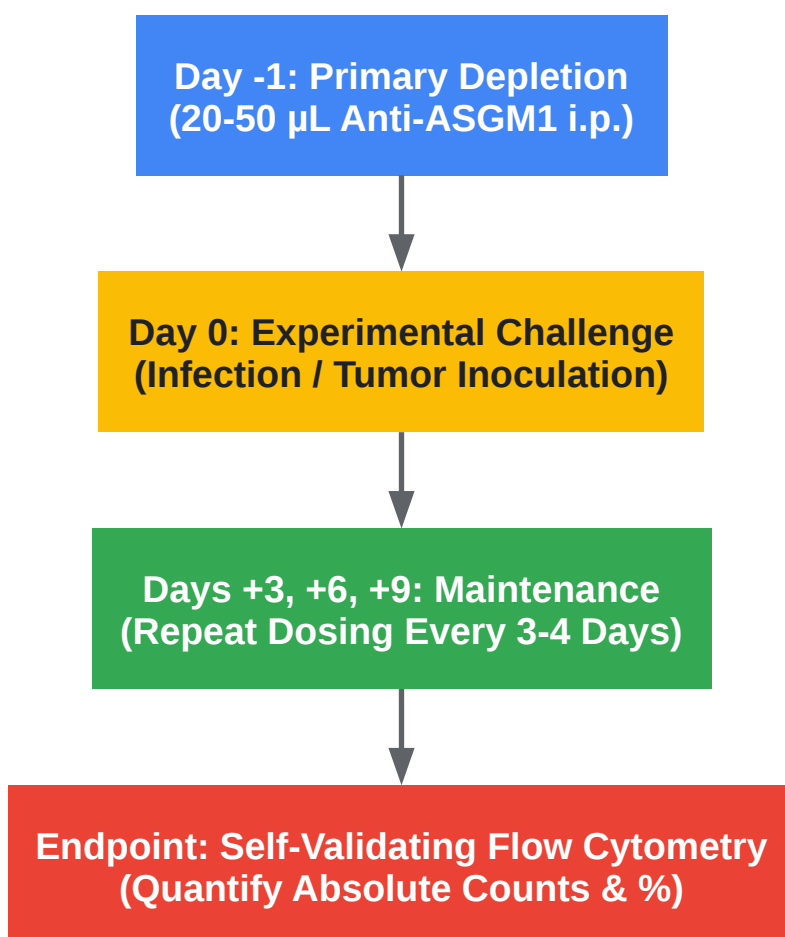 Day -1: Primary Depletion
(20-50 µL Anti-ASGM1 i.p.)
Day 0: Experimental Challenge
(Infection / Tumor Inoculation)
Days +3, +6, +9: Maintenance
(Repeat Dosing Every 3-4 Days)
Endpoint: Self-Validating Flow Cytometry
(Quantify Absolute Counts & %)